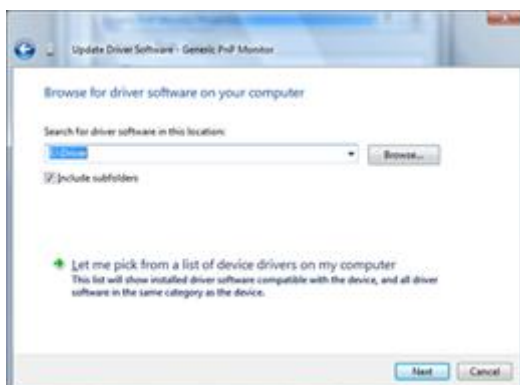 Update Driver Software - Generic PnP Monitor
Browse for driver software on your computer
Search for driver software in this location:
Browse...
Include subfolders
Let me pick from a list of device drivers on my computer
This list will show installed driver software compatible with the device, and all driver
software in the same category as the device.
Next Cancel